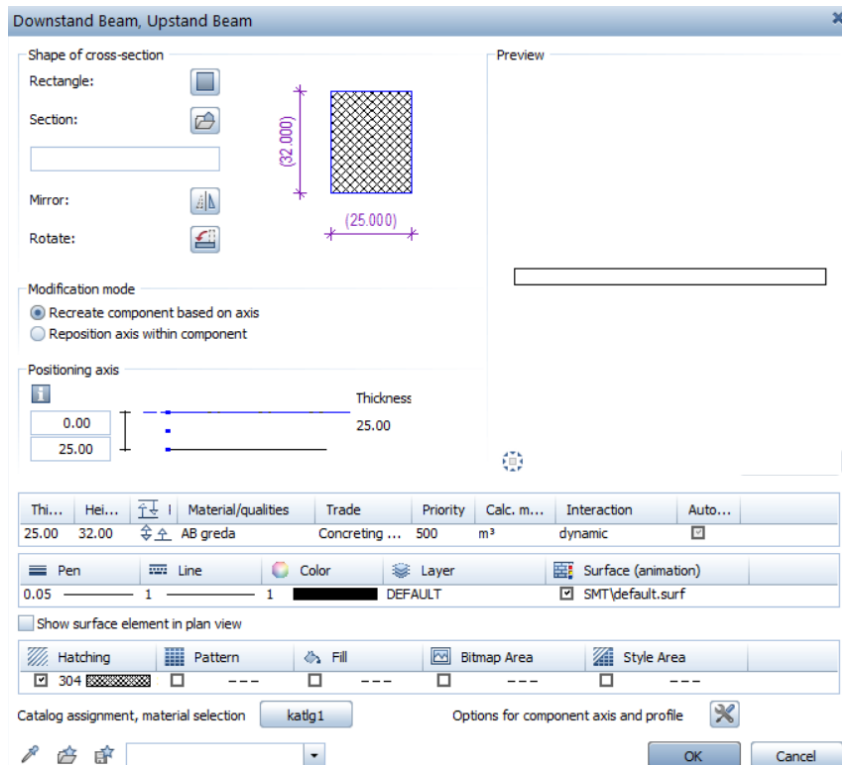 Downstand Beam, Upstand Beam
Shape of cross-section
Preview
Rectangle:
Section:
(32.000)
Mirror:
(25.000)
Rotate:
Modification mode
Recreate component based on axis
Reposition axis within component
Positioning axis
Thickness
0.00
25.00
25.00
Thi... Hei... I Material/qualities Trade Priority Calc. m... Interaction Auto...
25.00 32.00 AB greda Concreting ... 500 m³ dynamic
Pen Line Color Layer Surface (animation)
0.05 1 1 DEFAULT SMT\default.surf
Show surface element in plan view
Hatching Pattern Fill Bitmap Area Style Area
304 --- --- --- ---
Catalog assignment, material selection katlg1 Options for component axis and profile
OK Cancel